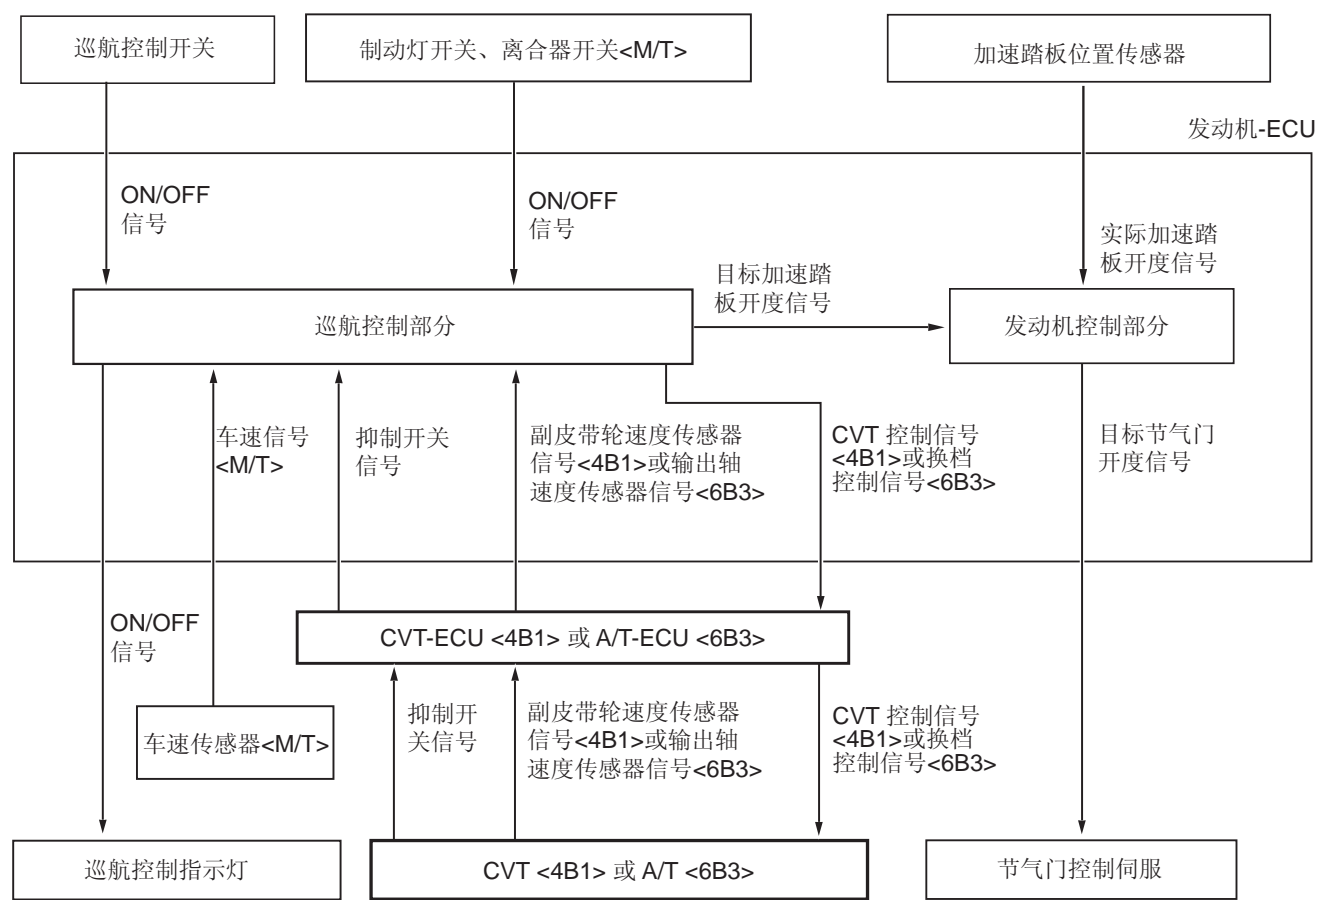 巡航控制开关
制动灯开关、离合器开关<M/T>
加速踏板位置传感器
发动机-ECU
ON/OFF
信号
ON/OFF
信号
实际加速踏
板开度信号
目标加速踏
板开度信号
巡航控制部分
发动机控制部分
车速信号
<M/T>
抑制开关
信号
副皮带轮速度传感器
信号<4B1>或输出轴
速度传感器信号<6B3>
CVT 控制信号
<4B1>或换档
控制信号<6B3>
目标节气门
开度信号
ON/OFF
信号
CVT-ECU <4B1> 或 A/T-ECU <6B3>
车速传感器<M/T>
抑制开
关信号
副皮带轮速度传感器
信号<4B1>或输出轴
速度传感器信号<6B3>
CVT 控制信号
<4B1>或换档
控制信号<6B3>
巡航控制指示灯
CVT <4B1> 或 A/T <6B3>
节气门控制伺服